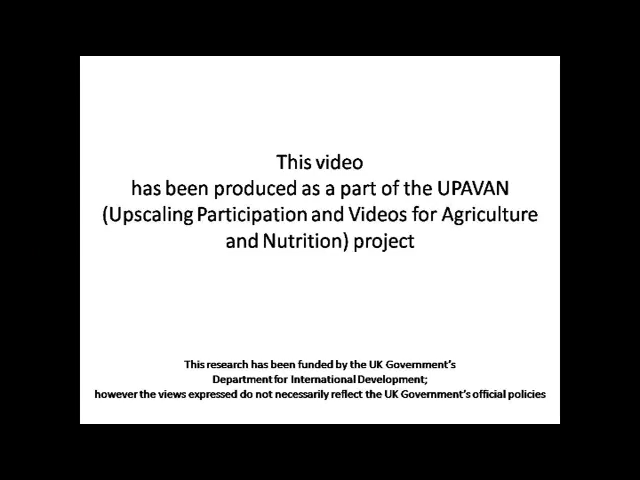 This video
has been produced as a part of the UPAVAN
(Upscaling Participation and Videos for Agriculture
and Nutrition) project
This research has been funded by the UK Government's
Department for International Development;
however the views expressed do not necessarily reflect the UK Government's official policies